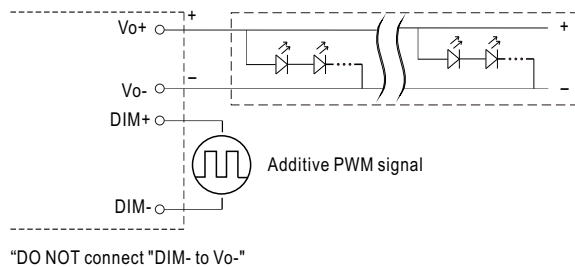 Vo+
+
+
Vo-
−
−
DIM+
Additive PWM signal
DIM-
“DO NOT connect "DIM- to Vo-"